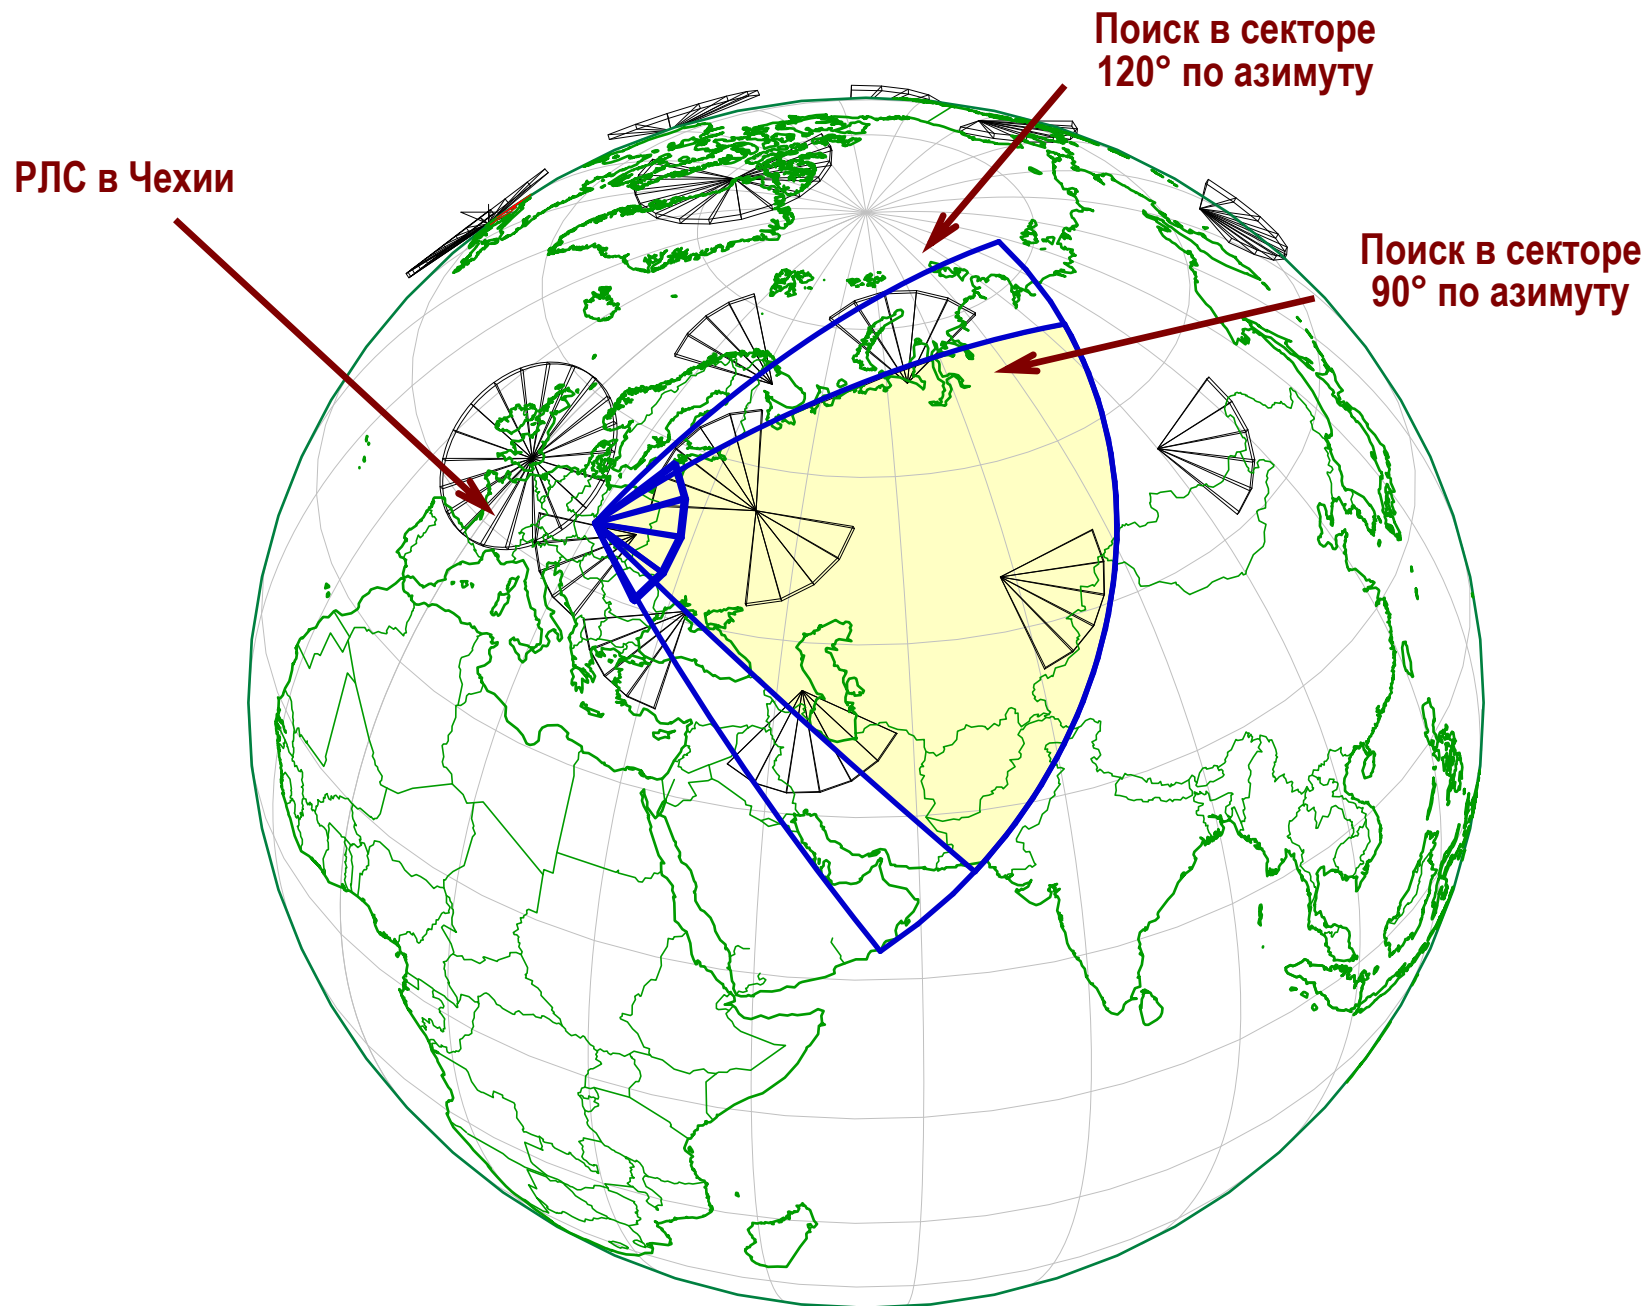 Поиск в секторе
120° по азимуту
РЛС в Чехии
Поиск в секторе
90° по азимуту